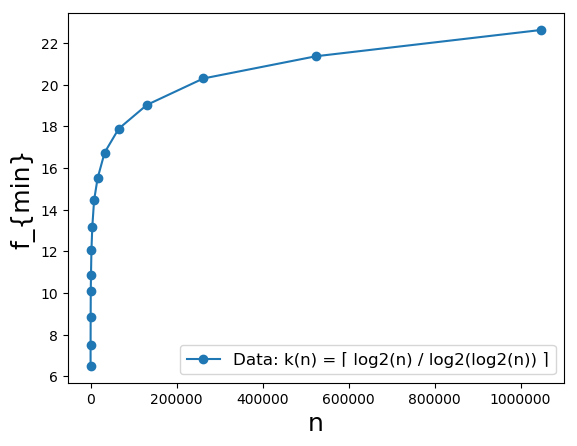 22
20
18
16
14
12
10
8
6
f_{min}
Data: k(n) = ⌈ log2(n) / log2(log2(n)) ⌉
0 200000 400000 600000 800000 1000000
n